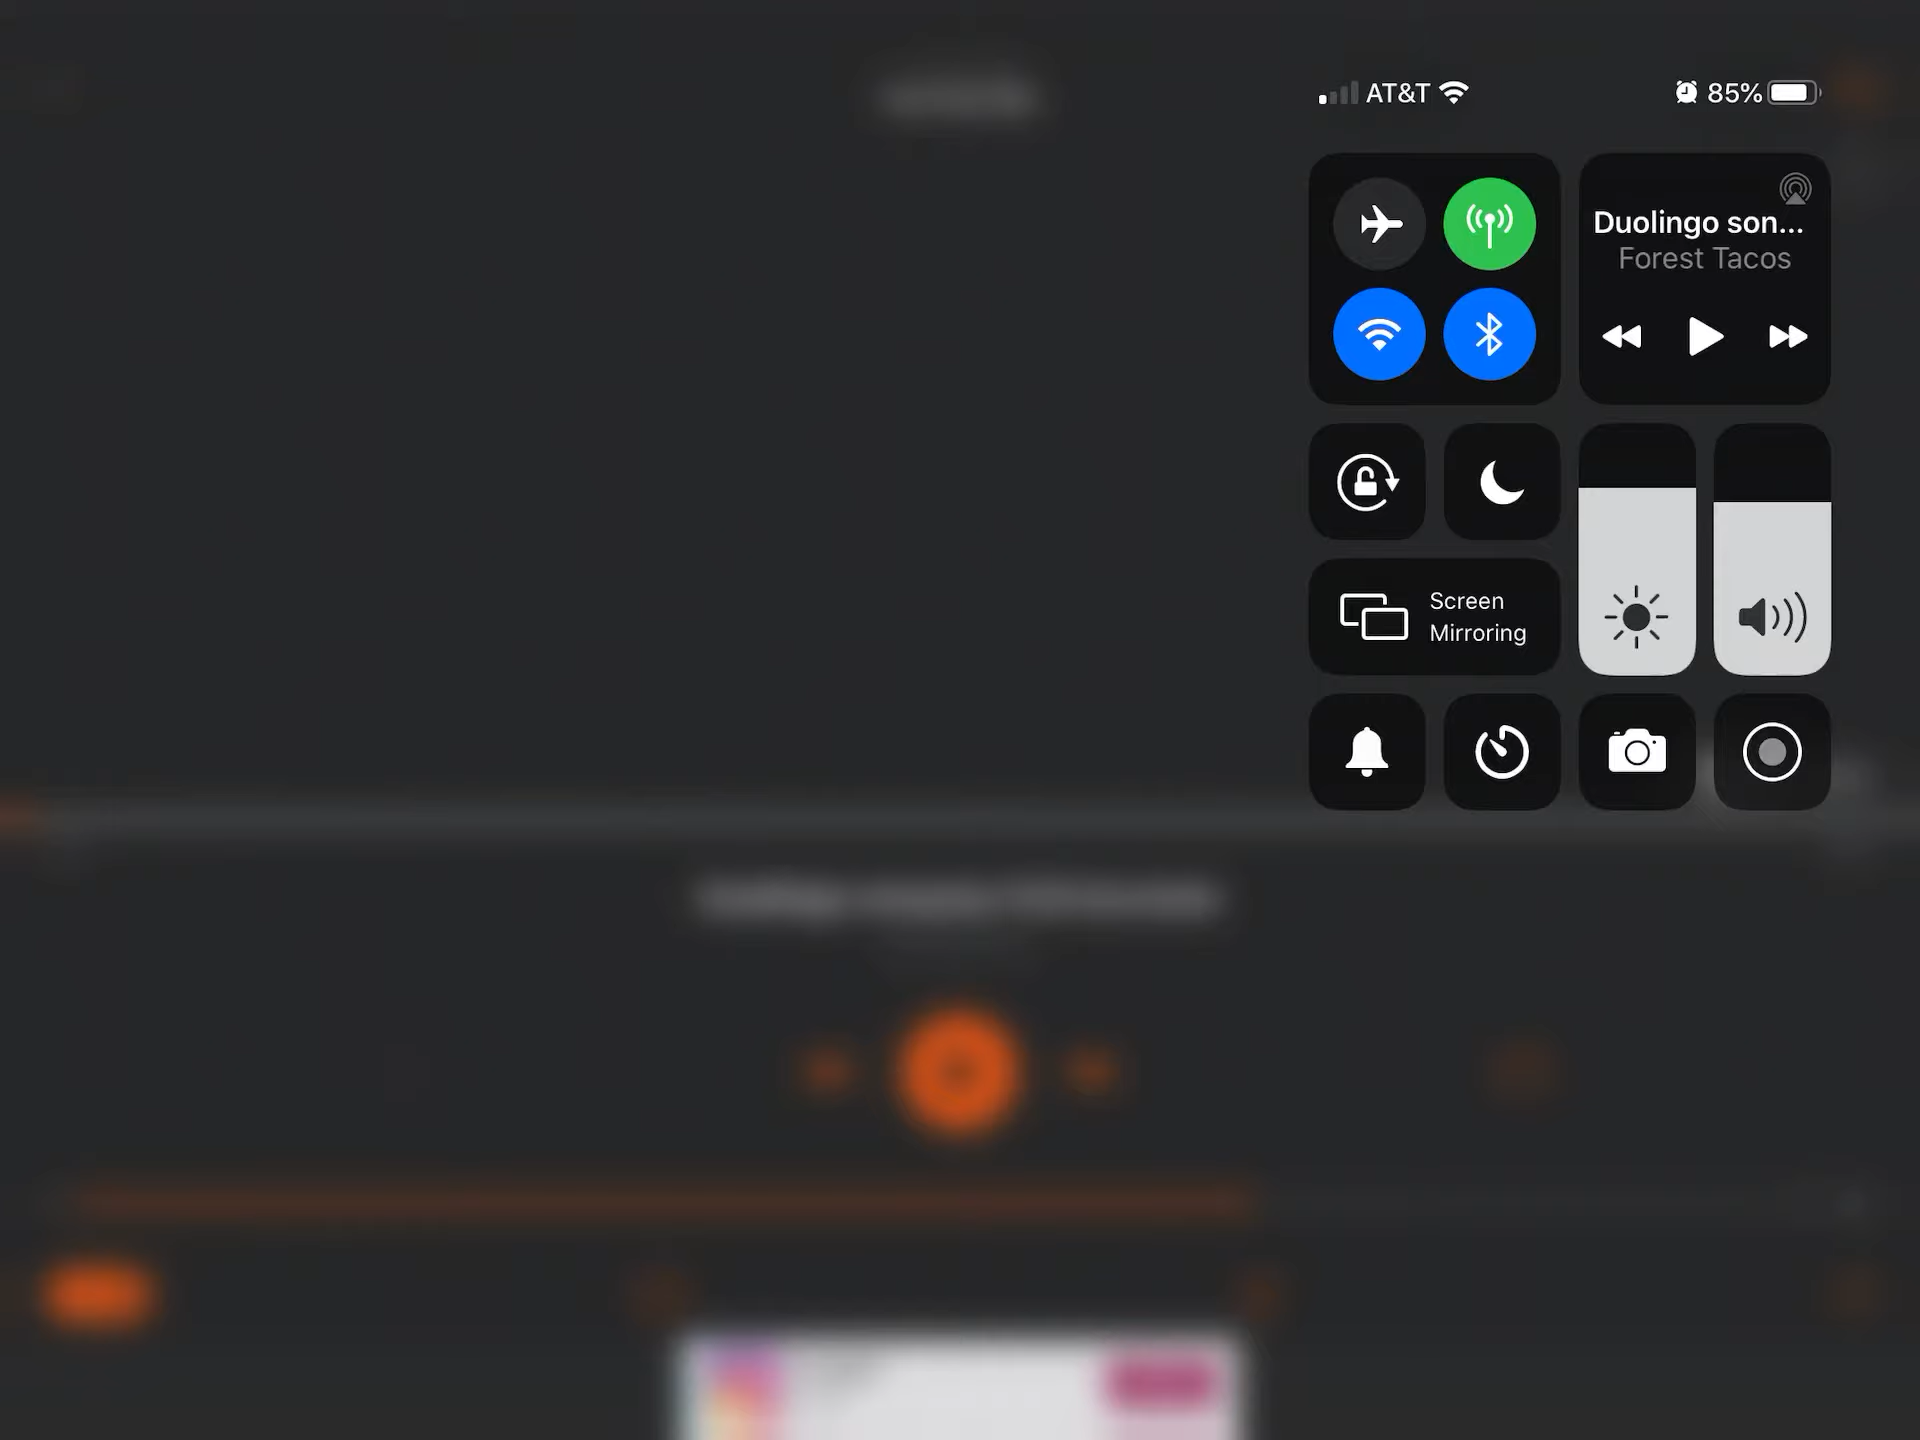 AT&T
85%
Duolingo son...
Forest Tacos
Screen
Mirroring